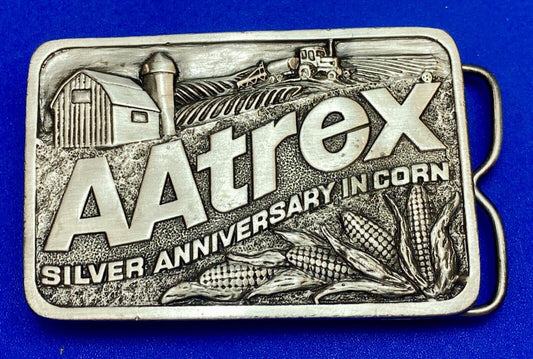 AAtrex
SILVER ANNIVERSARY IN CORN